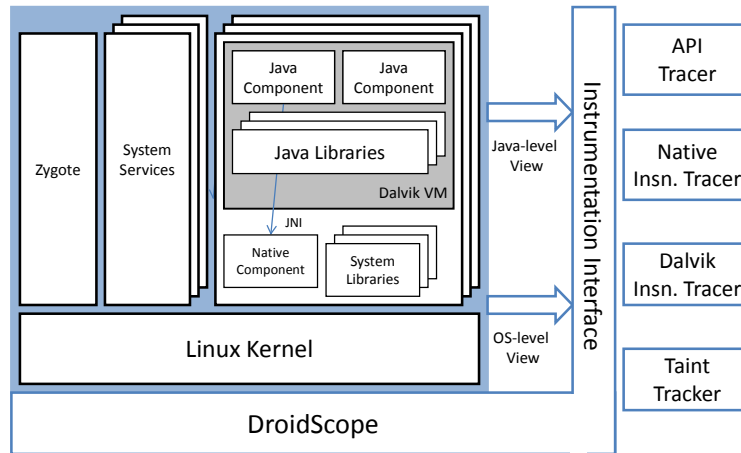 Zygote
System
Services
Java
Component
Java
Component
Java Libraries
Dalvik VM
JNI
Native
Component
System
Libraries
Linux Kernel
DroidScope
Java-level
View
OS-level
View
Instrumentation Interface
API
Tracer
Native
Insn. Tracer
Dalvik
Insn. Tracer
Taint
Tracker